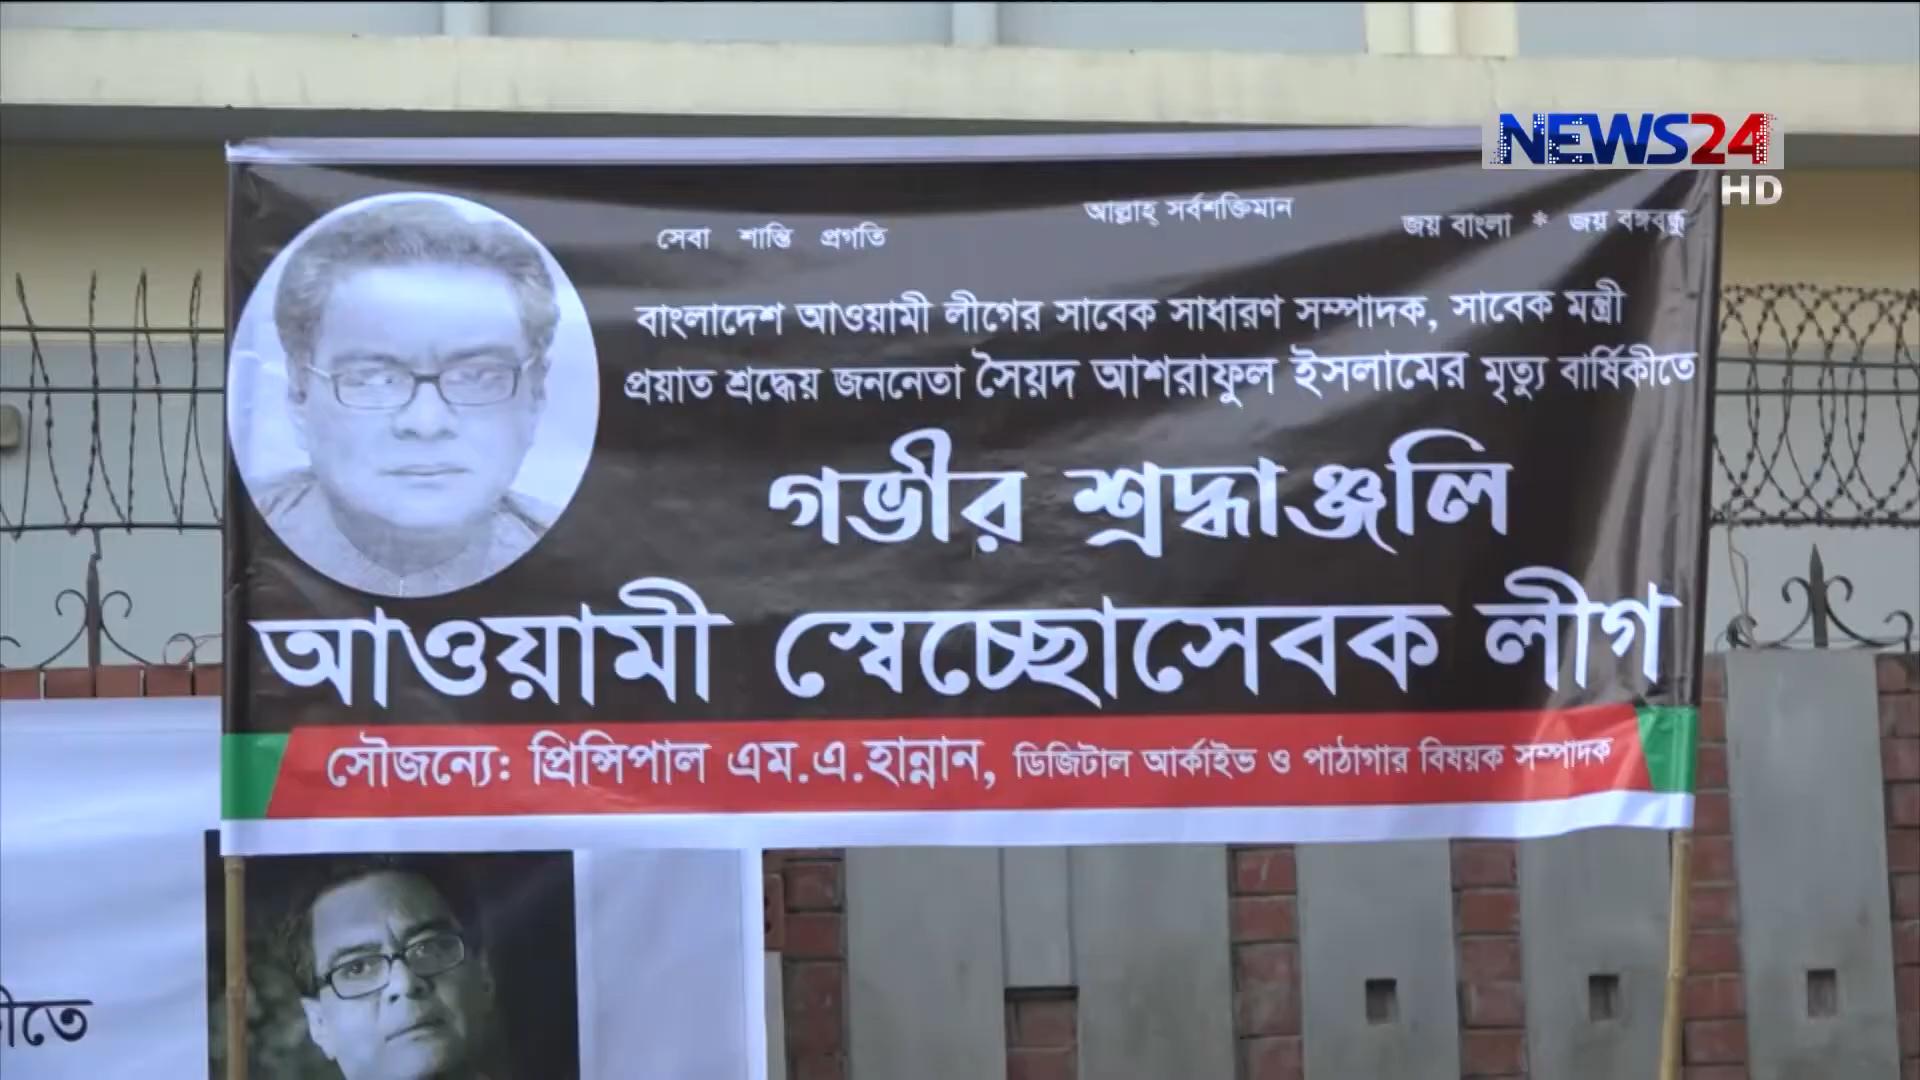 NEWS24
HD
আল্লাহ্ সর্বশক্তিমান
সেবা শান্তি প্রগতি
জয় বাংলা * জয় বঙ্গবন্ধু
বাংলাদেশ আওয়ামী লীগের সাবেক সাধারণ সম্পাদক, সাবেক মন্ত্রী
প্রয়াত শ্রদ্ধেয় জননেতা সৈয়দ আশরাফুল ইসলামের মৃত্যু বার্ষিকীতে
গভীর শ্রদ্ধাঞ্জলি
আওয়ামী স্বেচ্ছাসেবক লীগ
সৌজন্যে: প্রিন্সিপাল এম.এ.হান্নান, ডিজিটাল আর্কাইভ ও পাঠাগার বিষয়ক সম্পাদক